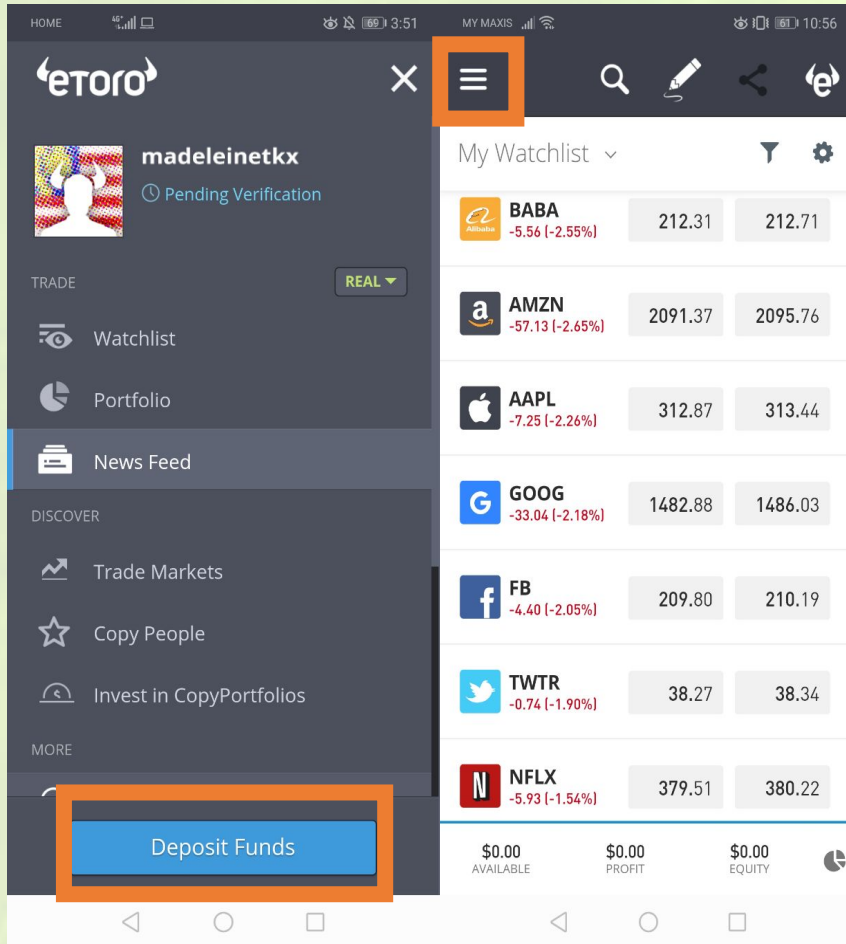 HOME 46+ 69 3:51
etoro
madeleinetkx
Pending Verification
TRADE REAL
Watchlist
Portfolio
News Feed
DISCOVER
Trade Markets
Copy People
Invest in CopyPortfolios
MORE
Deposit Funds
MY MAXIS 61 10:56
e
My Watchlist
Alibaba
BABA
-5.56 (-2.55%) 212.31 212.71
a AMZN
-57.13 (-2.65%) 2091.37 2095.76
AAPL
-7.25 (-2.26%) 312.87 313.44
G GOOG
-33.04 (-2.18%) 1482.88 1486.03
f FB
-4.40 (-2.05%) 209.80 210.19
TWTR
-0.74 (-1.90%) 38.27 38.34
N NFLX
-5.93 (-1.54%) 379.51 380.22
$0.00 $0.00 $0.00
AVAILABLE PROFIT EQUITY